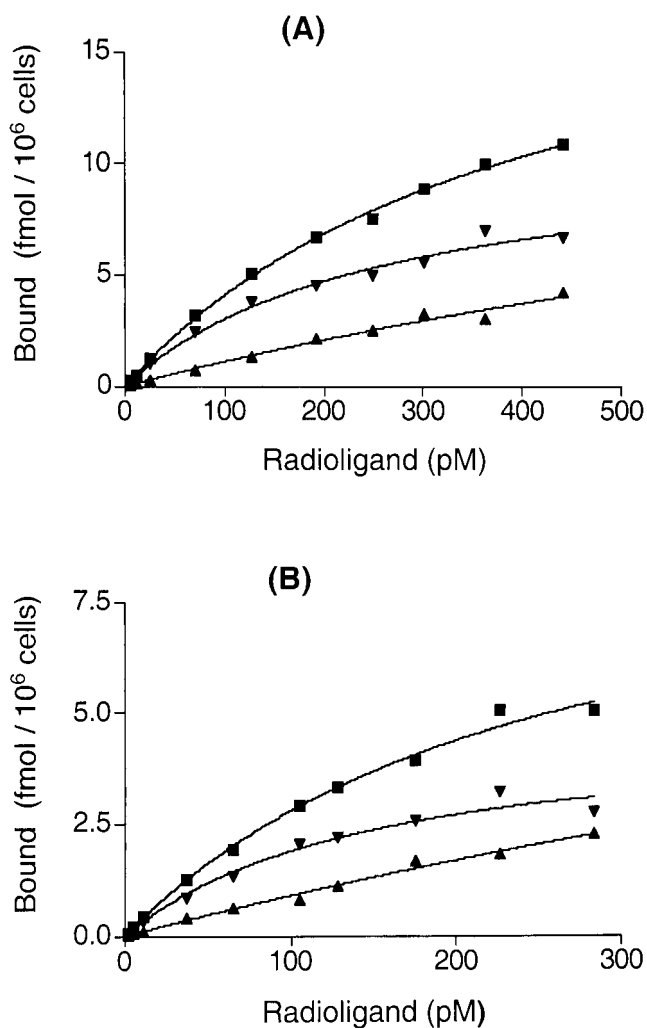 (A)
15
10
5
0
Bound (fmol / 10⁶ cells)
0 100 200 300 400 500
Radioligand (pM)
(B)
7.5
5.0
2.5
0.0
Bound (fmol / 10⁶ cells)
0 100 200 300
Radioligand (pM)